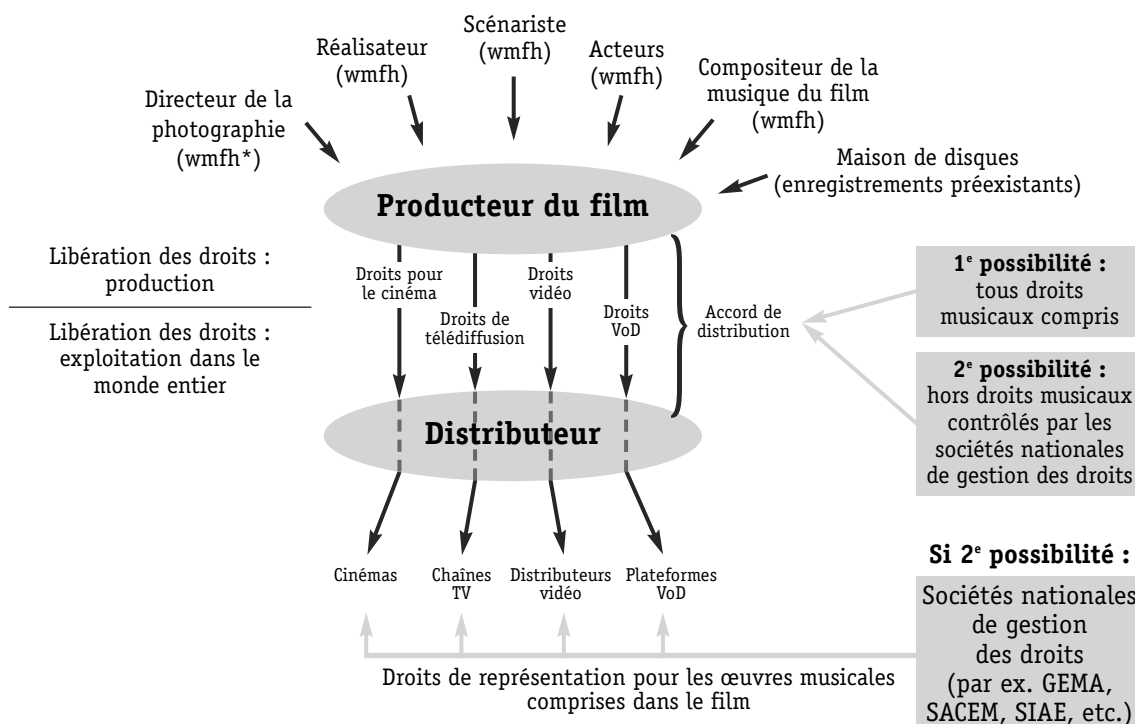 Scénariste
(wmfh)
Réalisateur
(wmfh)
Acteurs
(wmfh)
Compositeur de la
musique du film
(wmfh)
Directeur de la
photographie
(wmfh*)
Maison de disques
(enregistrements préexistants)
Producteur du film
Libération des droits :
production
Libération des droits :
exploitation dans le
monde entier
Droits pour
le cinéma
Droits de
télédiffusion
Droits
vidéo
Droits
VoD
Accord de
distribution
1e possibilité :
tous droits
musicaux compris
2e possibilité :
hors droits musicaux
contrôlés par les
sociétés nationales
de gestion des droits
Distributeur
Cinémas
Chaînes
TV
Distributeurs
vidéo
Plateformes
VoD
Si 2e possibilité :
Sociétés nationales
de gestion
des droits
(par ex. GEMA,
SACEM, SIAE, etc.)
Droits de représentation pour les œuvres musicales
comprises dans le film